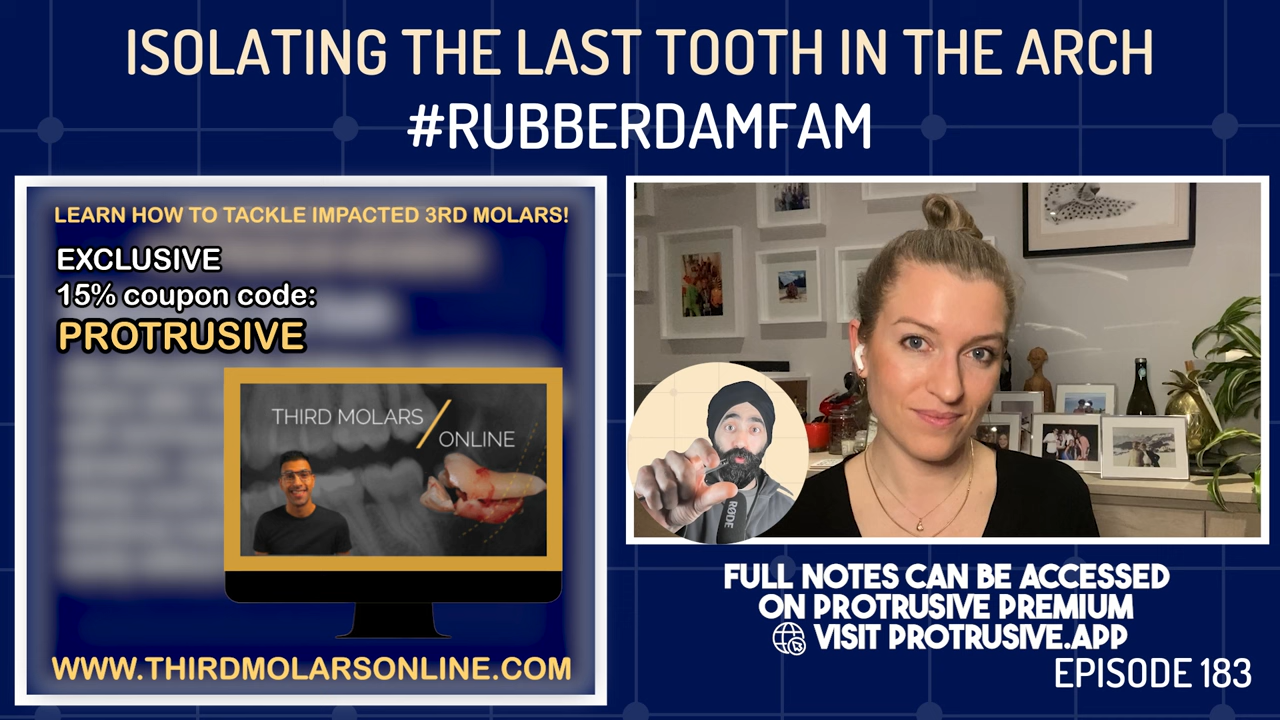 ISOLATING THE LAST TOOTH IN THE ARCH
#RUBBERDAMFAM
LEARN HOW TO TACKLE IMPACTED 3RD MOLARS!
EXCLUSIVE
15% coupon code:
PROTRUSIVE
THIRD MOLARS
ONLINE
WWW.THIRDMOLARSONLINE.COM
RØDE
FULL NOTES CAN BE ACCESSED
ON PROTRUSIVE PREMIUM
VISIT PROTRUSIVE.APP
EPISODE 183